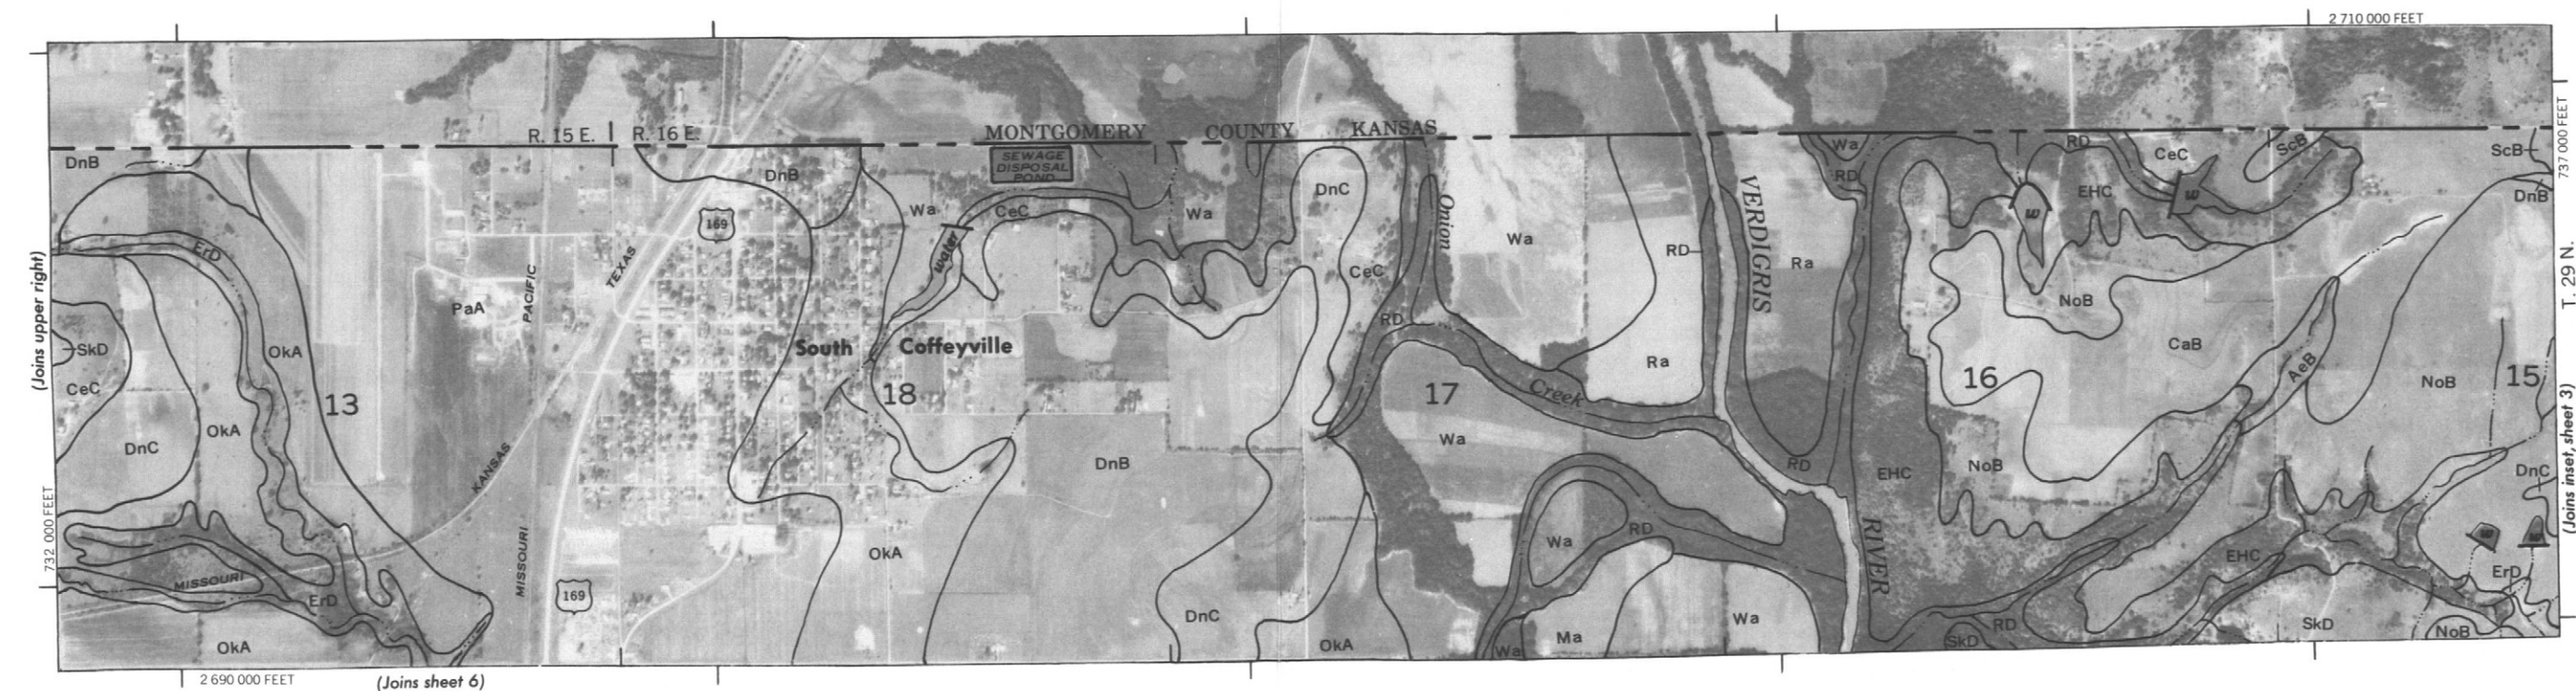 2 710 000 FEET
R. 15 E. R. 16 E.
MONTGOMERY COUNTY KANSAS
SEWAGE
DISPOSAL
POND
737 000 FEET
T. 29 N.
(Joins inset, sheet 3)
(Joins upper right)
732 000 FEET
DnB
DnB
Wa
CeC
Wa
DnC
CeC
Onion
Wa
RD
VERDIGRIS
Ra
Wa
RD
RD
CeC
ScB
EHC
W
W
ScB
DnB
169
water
ErD
PaA
PACIFIC
TEXAS
OkA
SkD
CeC
DnC
OkA
13
South Coffeyville
18
RD
17
Creek
Ra
Wa
16
NoB
CaB
AeB
NoB
15
DnB
RD
EHC
NoB
DnC
KANSAS
MISSOURI
MISSOURI
ErD
169
OkA
DnC
OkA
Wa
RD
RIVER
Ma
Wa
Wa
RD
SkD
EHC
W
W
ErD
SkD
NoB
OkA
2 690 000 FEET
(Joins sheet 6)